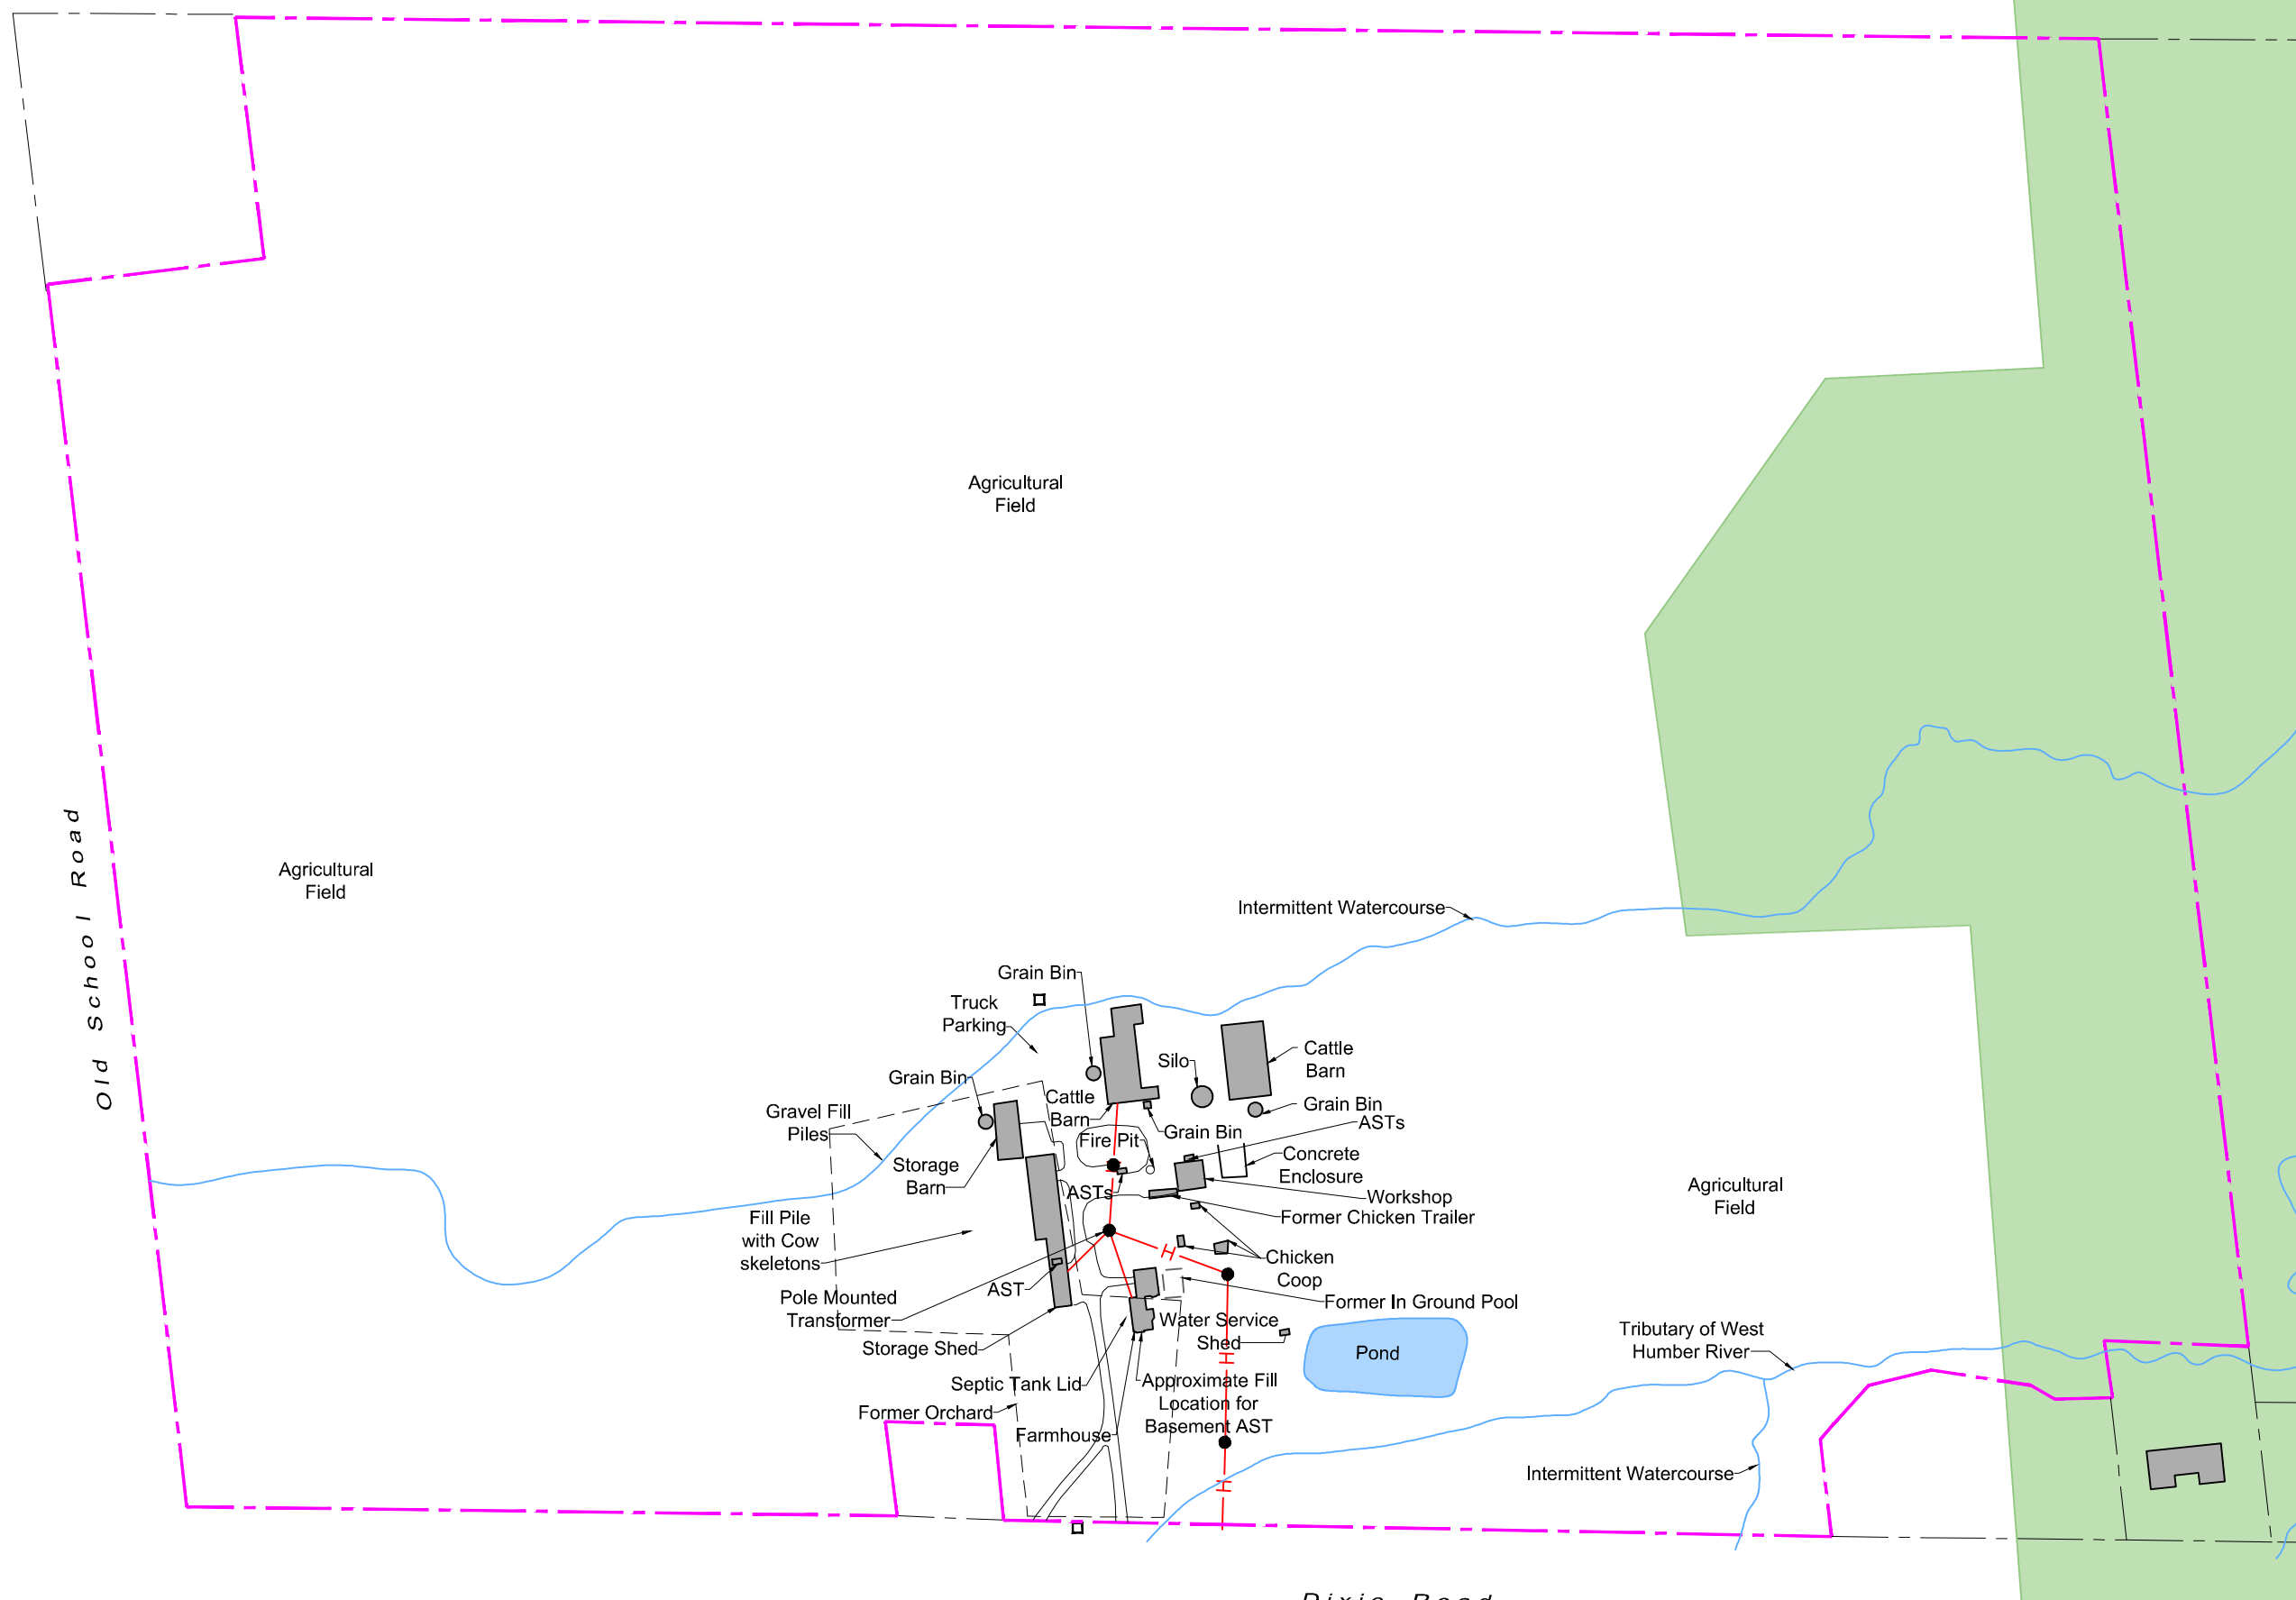 Agricultural
Field
Old School Road
Agricultural
Field
Intermittent Watercourse
Grain Bin
Truck
Parking
Cattle
Barn
Silo
Grain Bin
Cattle
Barn
Grain Bin
Gravel Fill
Piles
ASTs
Grain Bin
Fire Pit
Concrete
Enclosure
Storage
Barn
ASTs
Workshop
Agricultural
Field
Former Chicken Trailer
Fill Pile
with Cow
skeletons
Chicken
Coop
AST
Pole Mounted
Transformer
Former In Ground Pool
Water Service
Shed
Storage Shed
Pond
Tributary of West
Humber River
Septic Tank Lid
Approximate Fill
Location for
Basement AST
Former Orchard
Farmhouse
Intermittent Watercourse
Dixie Road